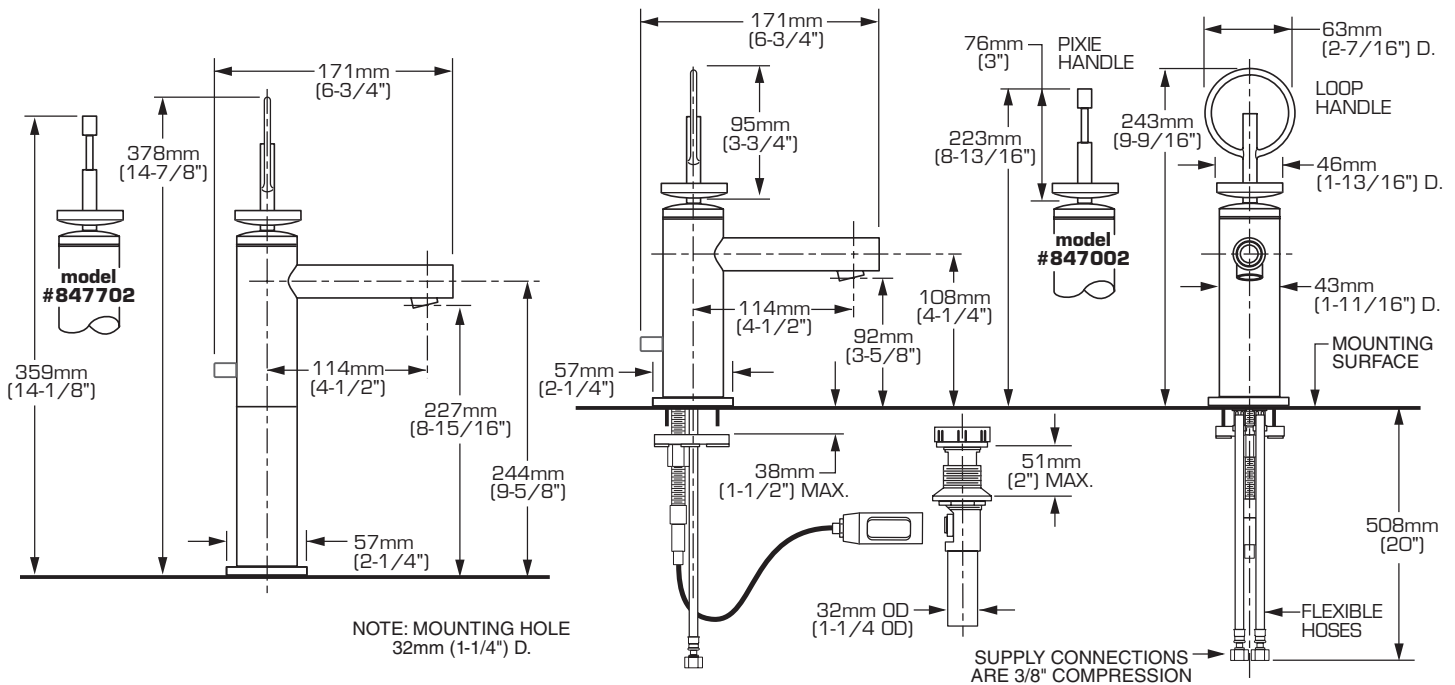 171mm
(6-3/4")
378mm
(14-7/8")
model
#847702
359mm
(14-1/8")
114mm
(4-1/2")
227mm
(8-15/16")
244mm
(9-5/8")
57mm
(2-1/4")
NOTE: MOUNTING HOLE
32mm (1-1/4") D.
171mm
(6-3/4")
95mm
(3-3/4")
114mm
(4-1/2")
108mm
(4-1/4")
92mm
(3-5/8")
57mm
(2-1/4")
38mm
(1-1/2") MAX.
51mm
(2") MAX.
32mm OD
(1-1/4 OD)
76mm
(3")
PIXIE
HANDLE
223mm
(8-13/16")
model
#847002
63mm
(2-7/16") D.
LOOP
HANDLE
243mm
(9-9/16")
46mm
(1-13/16") D.
43mm
(1-11/16") D.
MOUNTING
SURFACE
508mm
(20")
FLEXIBLE
HOSES
SUPPLY CONNECTIONS
ARE 3/8" COMPRESSION